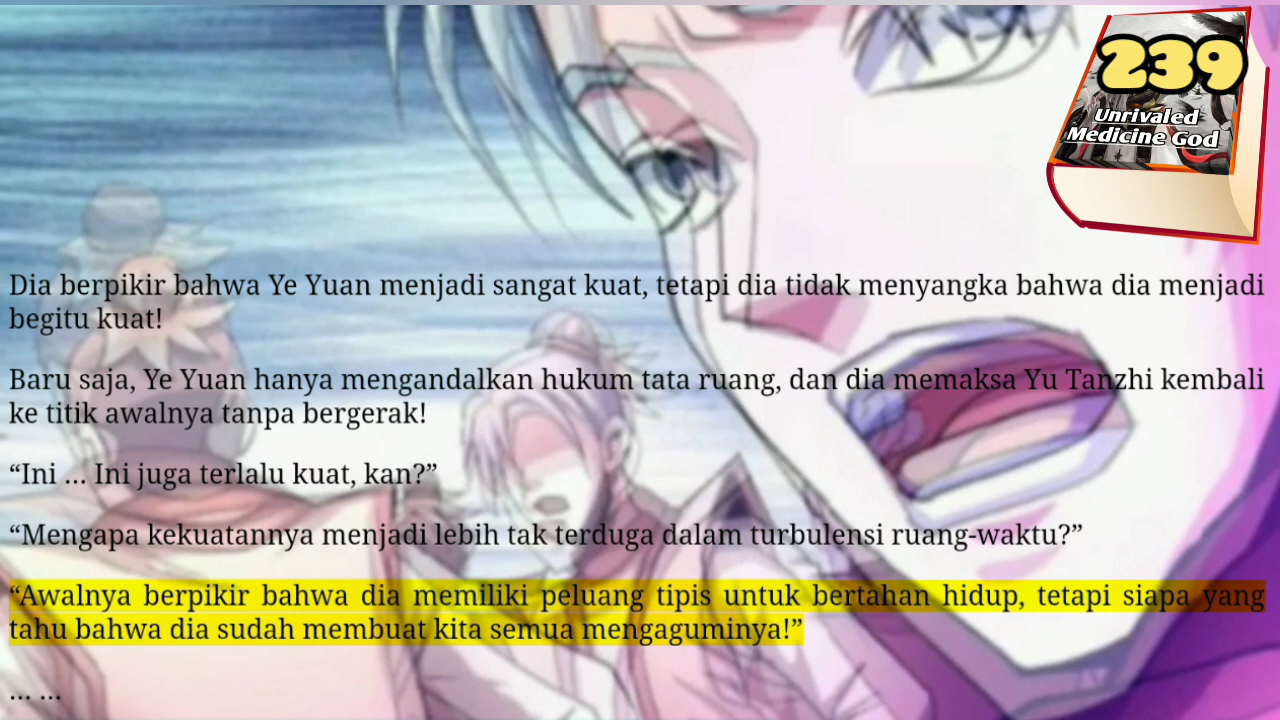 239
Unrivaled
Medicine God
Dia berpikir bahwa Ye Yuan menjadi sangat kuat, tetapi dia tidak menyangka bahwa dia menjadi
begitu kuat!
Baru saja, Ye Yuan hanya mengandalkan hukum tata ruang, dan dia memaksa Yu Tanzhi kembali
ke titik awalnya tanpa bergerak!
“Ini ... Ini juga terlalu kuat, kan?”
“Mengapa kekuatannya menjadi lebih tak terduga dalam turbulensi ruang-waktu?”
“Awalnya berpikir bahwa dia memiliki peluang tipis untuk bertahan hidup, tetapi siapa yang
tahu bahwa dia sudah membuat kita semua mengaguminya!”
... ...